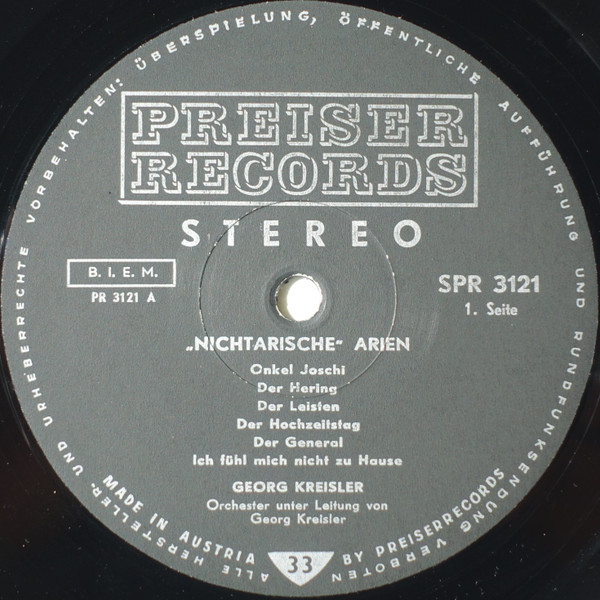 ALLE HERSTELLER- UND URHEBERRECHTE VORBEHALTEN: ÜBERSPIELUNG, ÖFFENTLICHE AUFFÜHRUNG UND RUNDFUNKSENDUNG VERBOTEN
PREISER
RECORDS
STEREO
B. I. E. M.
PR 3121 A
SPR 3121
1. Seite
„NICHTARISCHE“ ARIEN
Onkel Joschi
Der Hering
Der Leisten
Der Hochzeitstag
Der General
Ich fühl mich nicht zu Hause
GEORG KREISLER
Orchester unter Leitung von
Georg Kreisler
MADE IN AUSTRIA
33
BY PREISERRECORDS